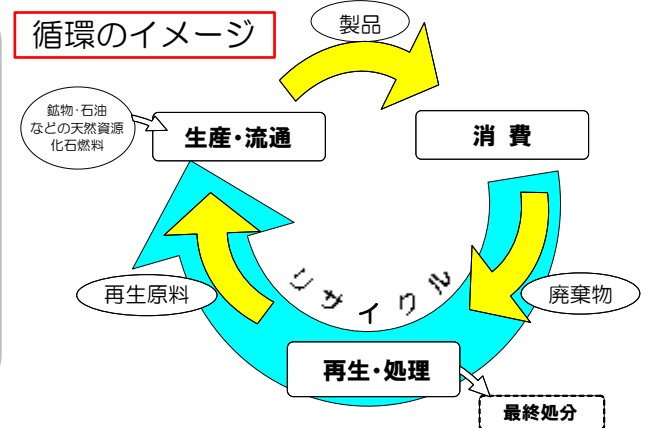 循環のイメージ
製品
鉱物･石油
などの天然資源
化石燃料
生産･流通
消 費
再生原料
リサイクル
廃棄物
再生･処理
最終処分